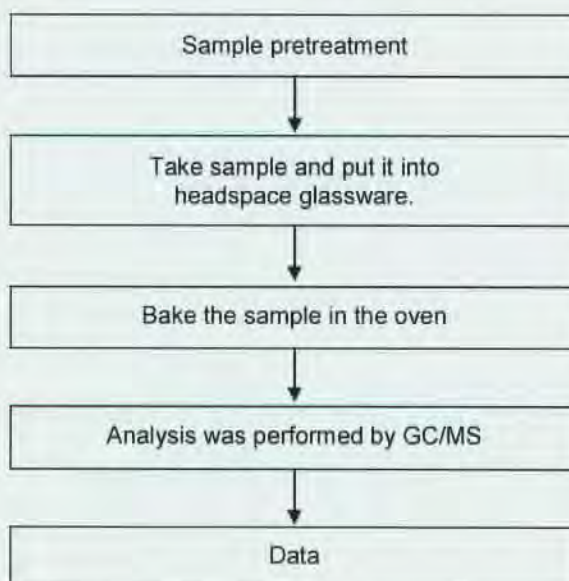 Sample pretreatment
Take sample and put it into
headspace glassware.
Bake the sample in the oven
Analysis was performed by GC/MS
Data